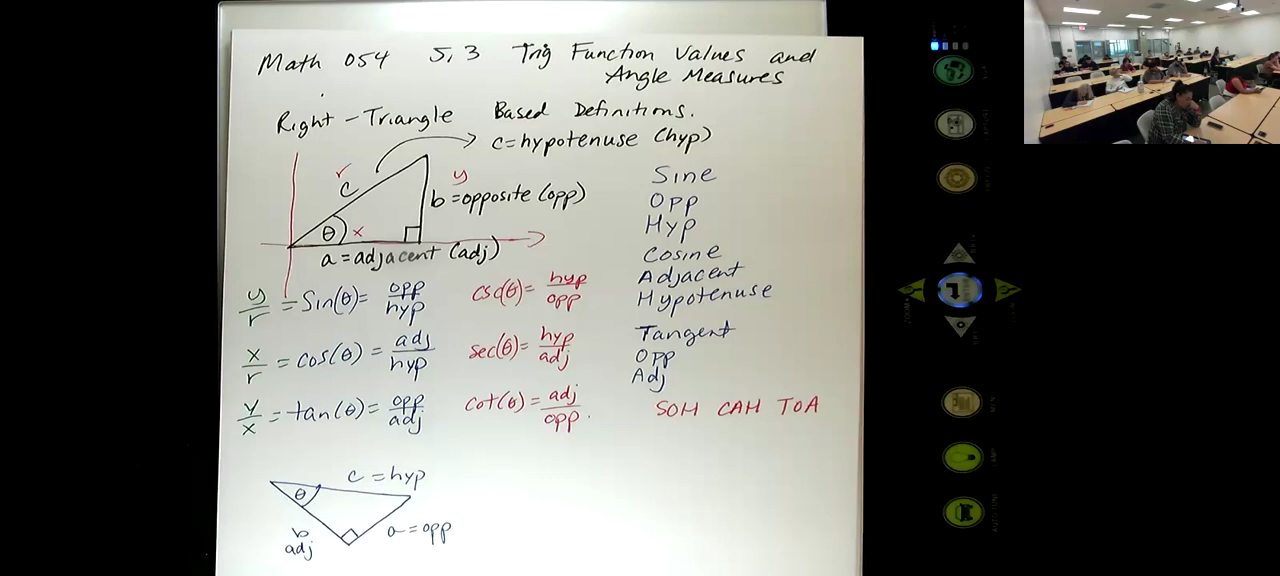 Math 054 5.3 Trig Function Values and
Angle Measures
Right-Triangle Based Definitions.
c=hypotenuse (hyp)
r
c
y
b=opposite (opp)
θ
x
a=adjacent (adj)
y/r = Sin(θ)= opp/hyp
csc(θ)= hyp/opp
x/r = cos(θ) = adj/hyp
sec(θ)= hyp/adj
y/x = tan(θ)= opp/adj
cot(θ)= adj/opp.
Sine
Opp
Hyp
Cosine
Adjacent
Hypotenuse
Tangent
Opp
Adj
SOH CAH TOA
c=hyp
θ
b
adj
a=opp